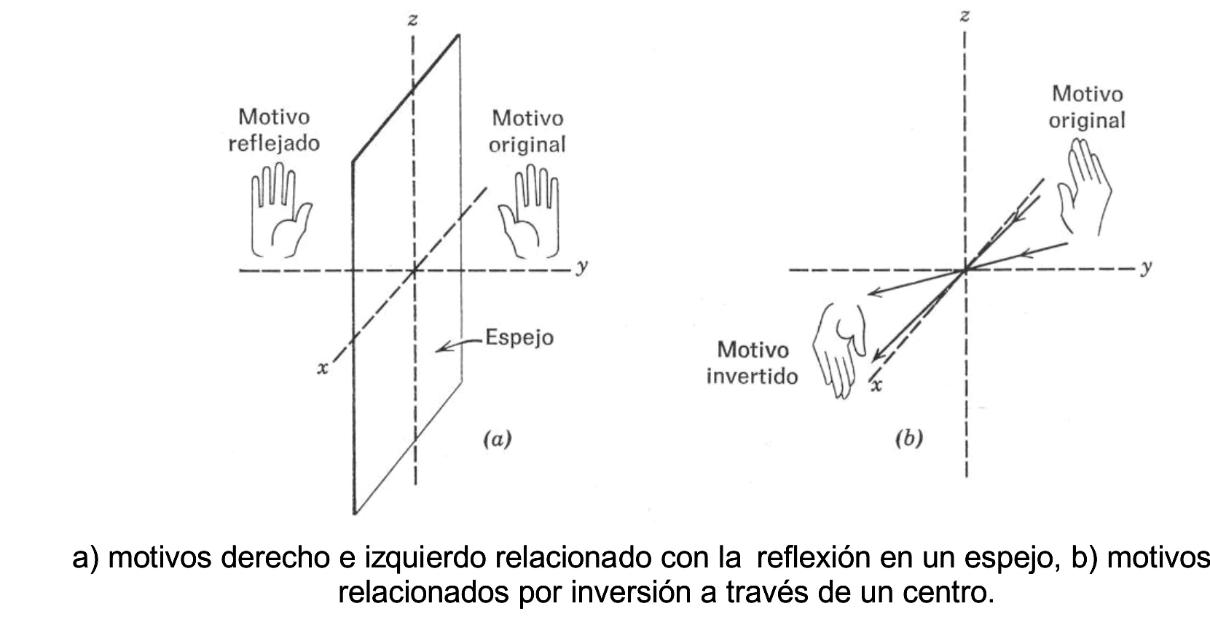 z
Motivo
reflejado
Motivo
original
y
Espejo
x
(a)
z
Motivo
original
y
Motivo
invertido
x
(b)
a) motivos derecho e izquierdo relacionado con la reflexión en un espejo, b) motivos
relacionados por inversión a través de un centro.